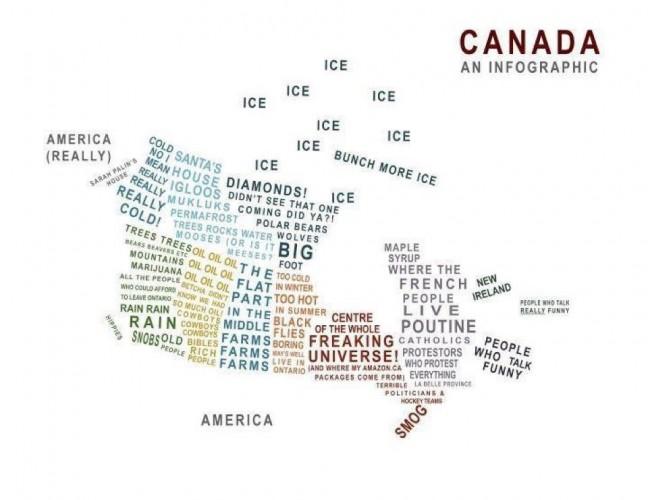 CANADA
AN INFOGRAPHIC
ICE
ICE
ICE
ICE
ICE
ICE
ICE
ICE
BUNCH MORE ICE
ICE
AMERICA
(REALLY)
SARAH PALIN'S
HOUSE
COLD
NO I
MEAN
REALLY
REALLY
REALLY
COLD!
SANTA'S
HOUSE
IGLOOS
MUKLUKS
PERMAFROST
TREES ROCKS WATER
MOOSES (OR IS IT
MEESES?
DIAMONDS!
DIDN'T SEE THAT ONE
COMING DID YA?!
POLAR BEARS
WOLVES
BIG
FOOT
TREES TREES
BEARS BEAVERS ETC
MOUNTAINS
MARIJUANA
ALL THE PEOPLE
WHO COULD AFFORD
TO LEAVE ONTARIO
RAIN RAIN
RAIN
SNOBS
OLD
PEOPLE
HIPPIES
OIL OIL OIL
OIL OIL OIL
OIL OIL OIL
BETCHA DIDN'T
KNOW WE HAD
SO MUCH OIL!
COWBOYS
COWBOYS
COWBOYS
BIBLES
RICH
PEOPLE
THE
FLAT
PART
IN THE
MIDDLE
FARMS
FARMS
FARMS
TOO COLD
IN WINTER
TOO HOT
IN SUMMER
BLACK
FLIES
BORING
MAY'S WELL
LIVE IN
ONTARIO
CENTRE
OF THE WHOLE
FREAKING
UNIVERSE!
(AND WHERE MY AMAZON.CA
PACKAGES COME FROM)
TERRIBLE
POLITICIANS &
HOCKEY TEAMS
SMOG
MAPLE
SYRUP
WHERE THE
FRENCH
PEOPLE
LIVE
POUTINE
CATHOLICS
PROTESTORS
WHO PROTEST
EVERYTHING
LA BELLE PROVINCE
NEW
IRELAND
PEOPLE WHO TALK
REALLY FUNNY
PEOPLE
WHO TALK
FUNNY
AMERICA